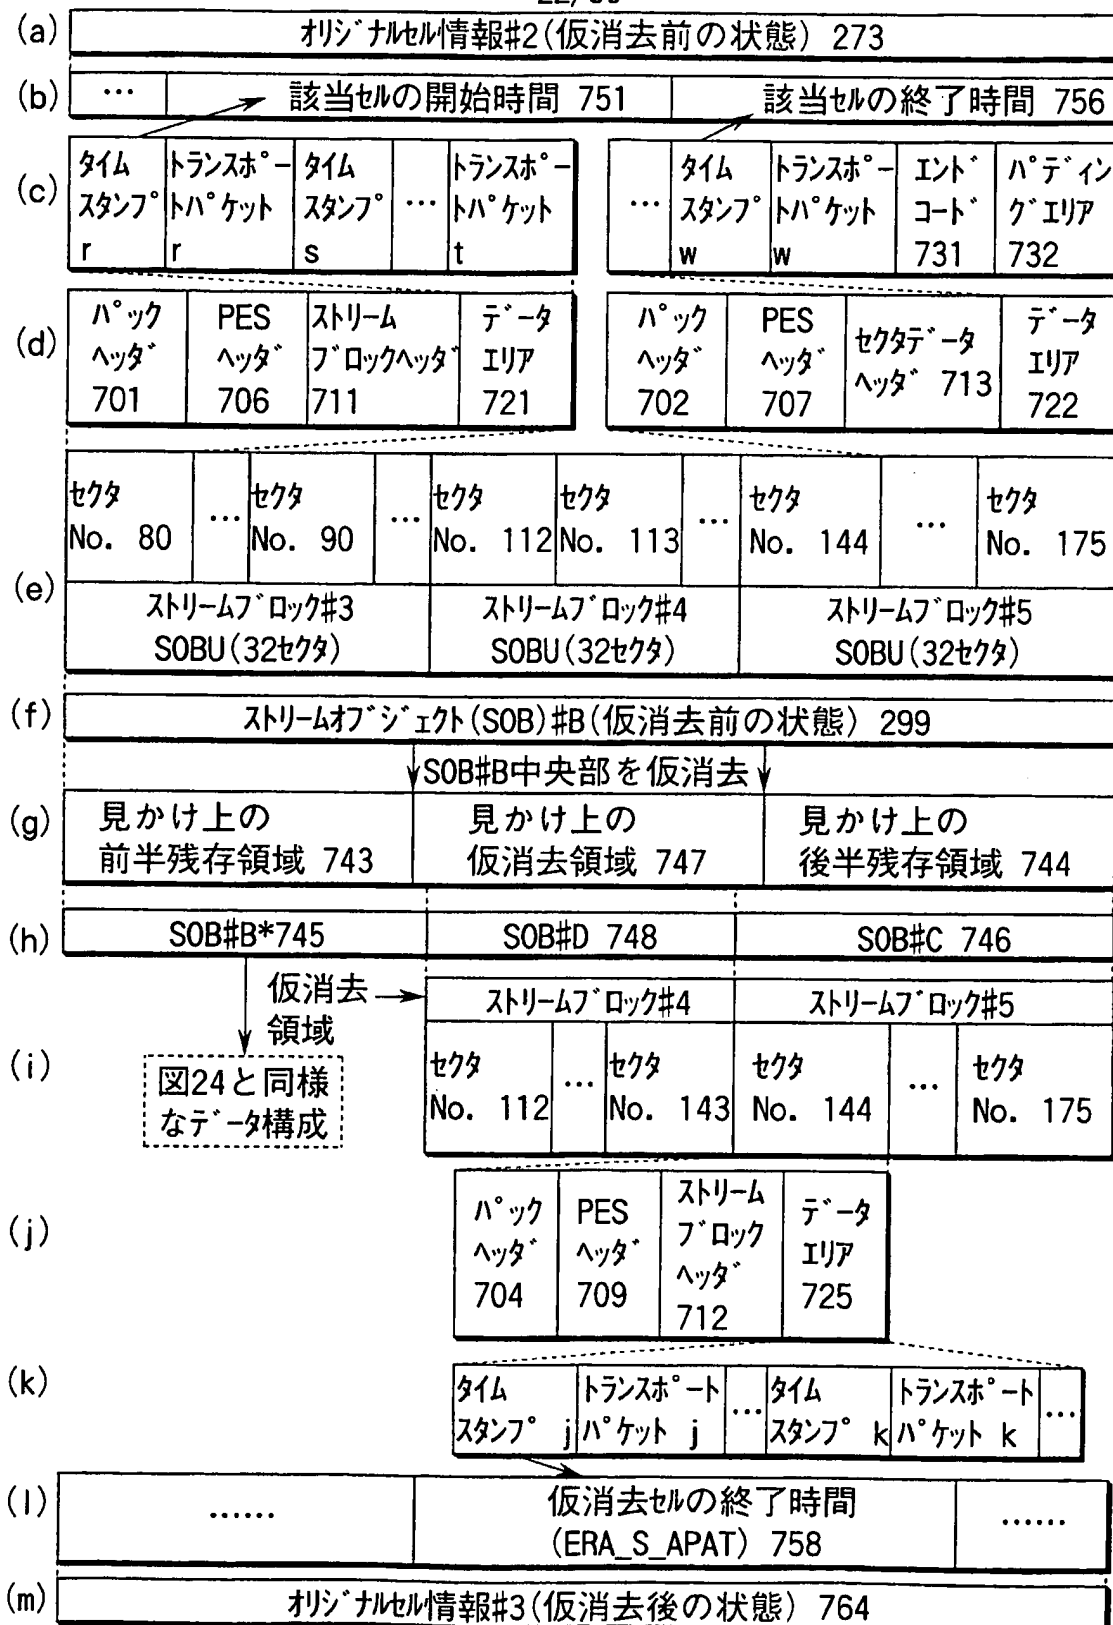 (a) オリジナルセル情報#2(仮消去前の状態) 273
(b) … 該当セルの開始時間 751 該当セルの終了時間 756
(c)
タイム
スタンプ
r
トランスポー
トパケット
r
タイム
スタンプ
s
…
トランスポー
トパケット
t
…
タイム
スタンプ
w
トランスポー
トパケット
w
エンド
コード
731
パディン
グエリア
732
(d)
パック
ヘッダ
701
PES
ヘッダ
706
ストリーム
ブロックヘッダ
711
データ
エリア
721
パック
ヘッダ
702
PES
ヘッダ
707
セクタデータ
ヘッダ 713
データ
エリア
722
(e)
セクタ
No. 80
…
セクタ
No. 90
…
セクタ
No. 112
セクタ
No. 113
…
セクタ
No. 144
…
セクタ
No. 175
ストリームブロック#3
SOBU(32セクタ)
ストリームブロック#4
SOBU(32セクタ)
ストリームブロック#5
SOBU(32セクタ)
(f) ストリームオブジェクト(SOB)#B(仮消去前の状態) 299
SOB#B中央部を仮消去
(g)
見かけ上の
前半残存領域 743
見かけ上の
仮消去領域 747
見かけ上の
後半残存領域 744
(h) SOB#B*745 SOB#D 748 SOB#C 746
仮消去
領域
ストリームブロック#4 ストリームブロック#5
(i)
図24と同様
なデータ構成
セクタ
No. 112
…
セクタ
No. 143
セクタ
No. 144
…
セクタ
No. 175
(j)
パック
ヘッダ
704
PES
ヘッダ
709
ストリーム
ブロック
ヘッダ
712
データ
エリア
725
(k)
タイム
スタンプ j
トランスポート
パケット j
…
タイム
スタンプ k
トランスポート
パケット k
…
(l)
……
仮消去セルの終了時間
(ERA_S_APAT) 758
……
(m) オリジナルセル情報#3(仮消去後の状態) 764